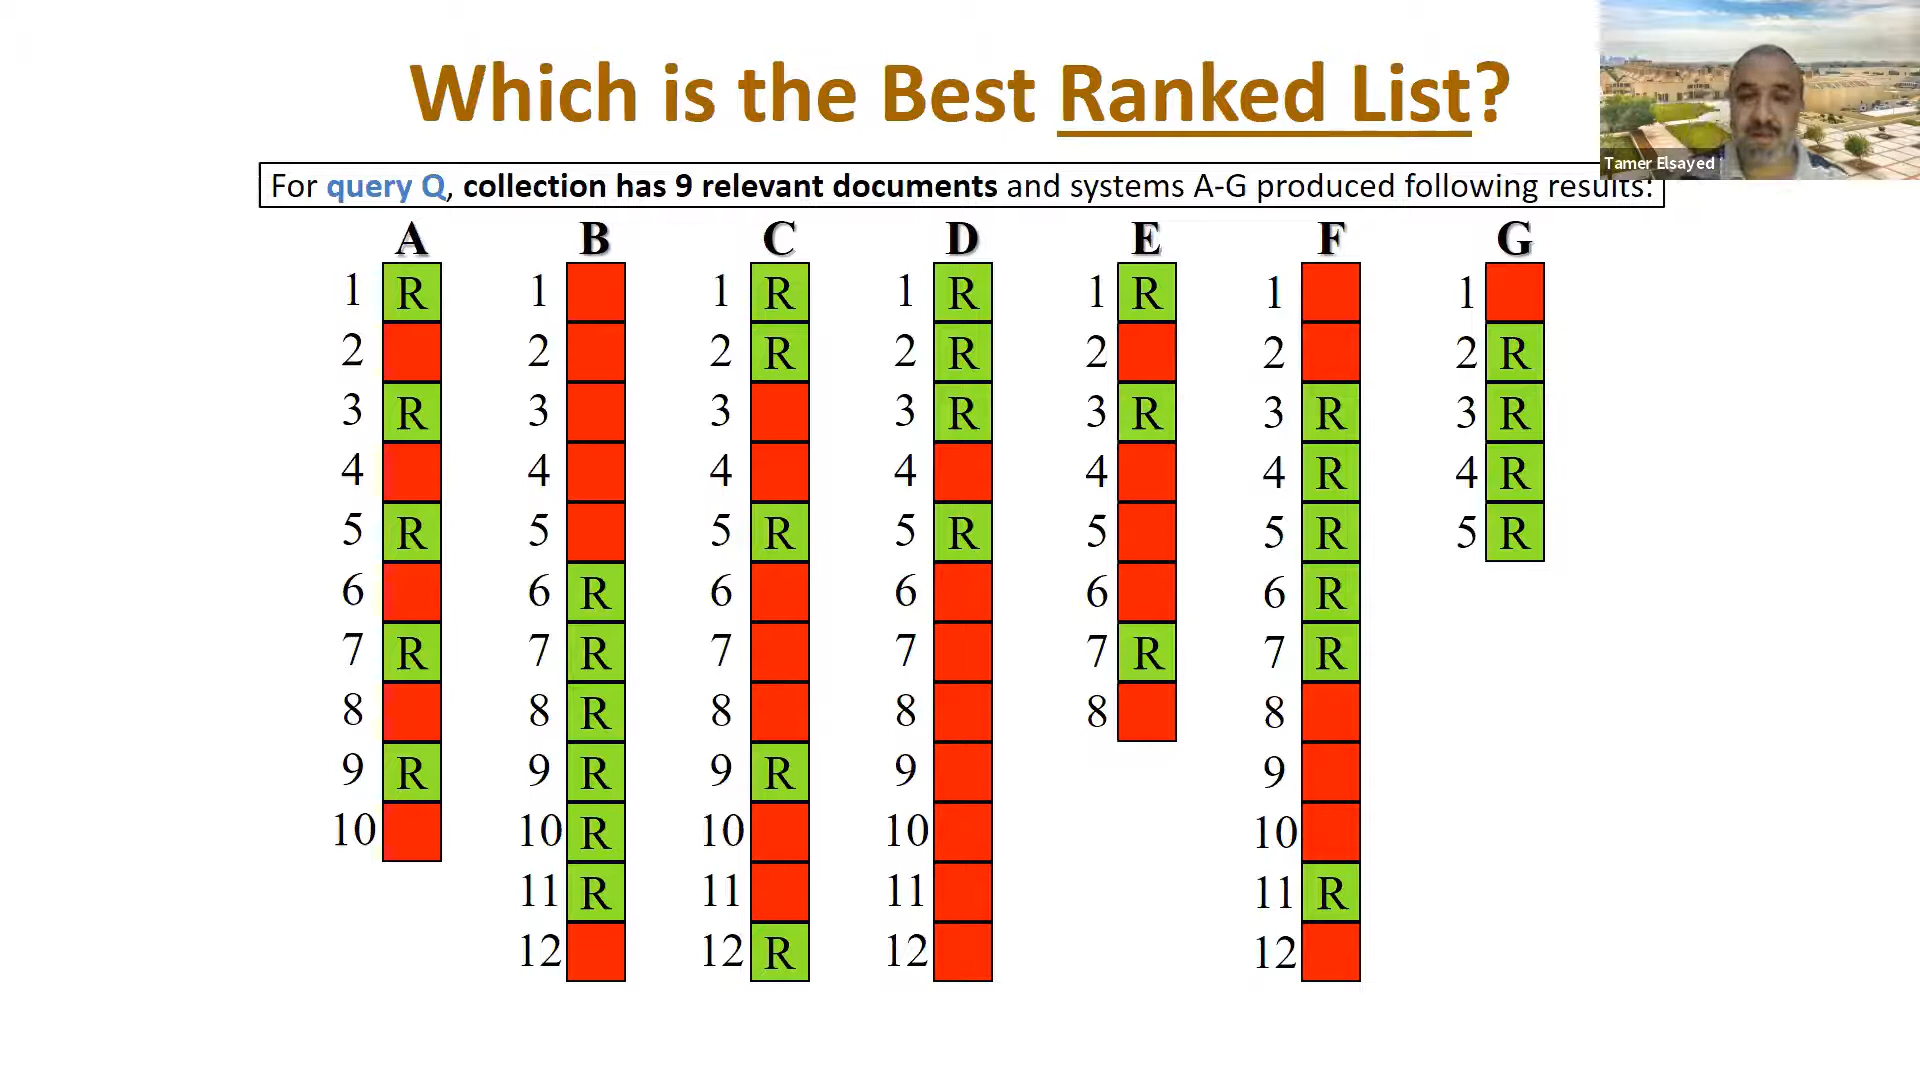 Which is the Best Ranked List?
Tamer Elsayed
For query Q, collection has 9 relevant documents and systems A-G produced following results:
A B C D E F G
1 R 1 1 R 1 R 1 R 1 1
2 2 2 R 2 R 2 2 2 R
3 R 3 3 3 R 3 R 3 R 3 R
4 4 4 4 4 4 R 4 R
5 R 5 5 R 5 R 5 5 R 5 R
6 6 R 6 6 6 6 R
7 R 7 R 7 7 7 R 7 R
8 8 R 8 8 8 8
9 R 9 R 9 R 9 9
10 10 R 10 10 10
11 R 11 11 11 R
12 12 R 12 12